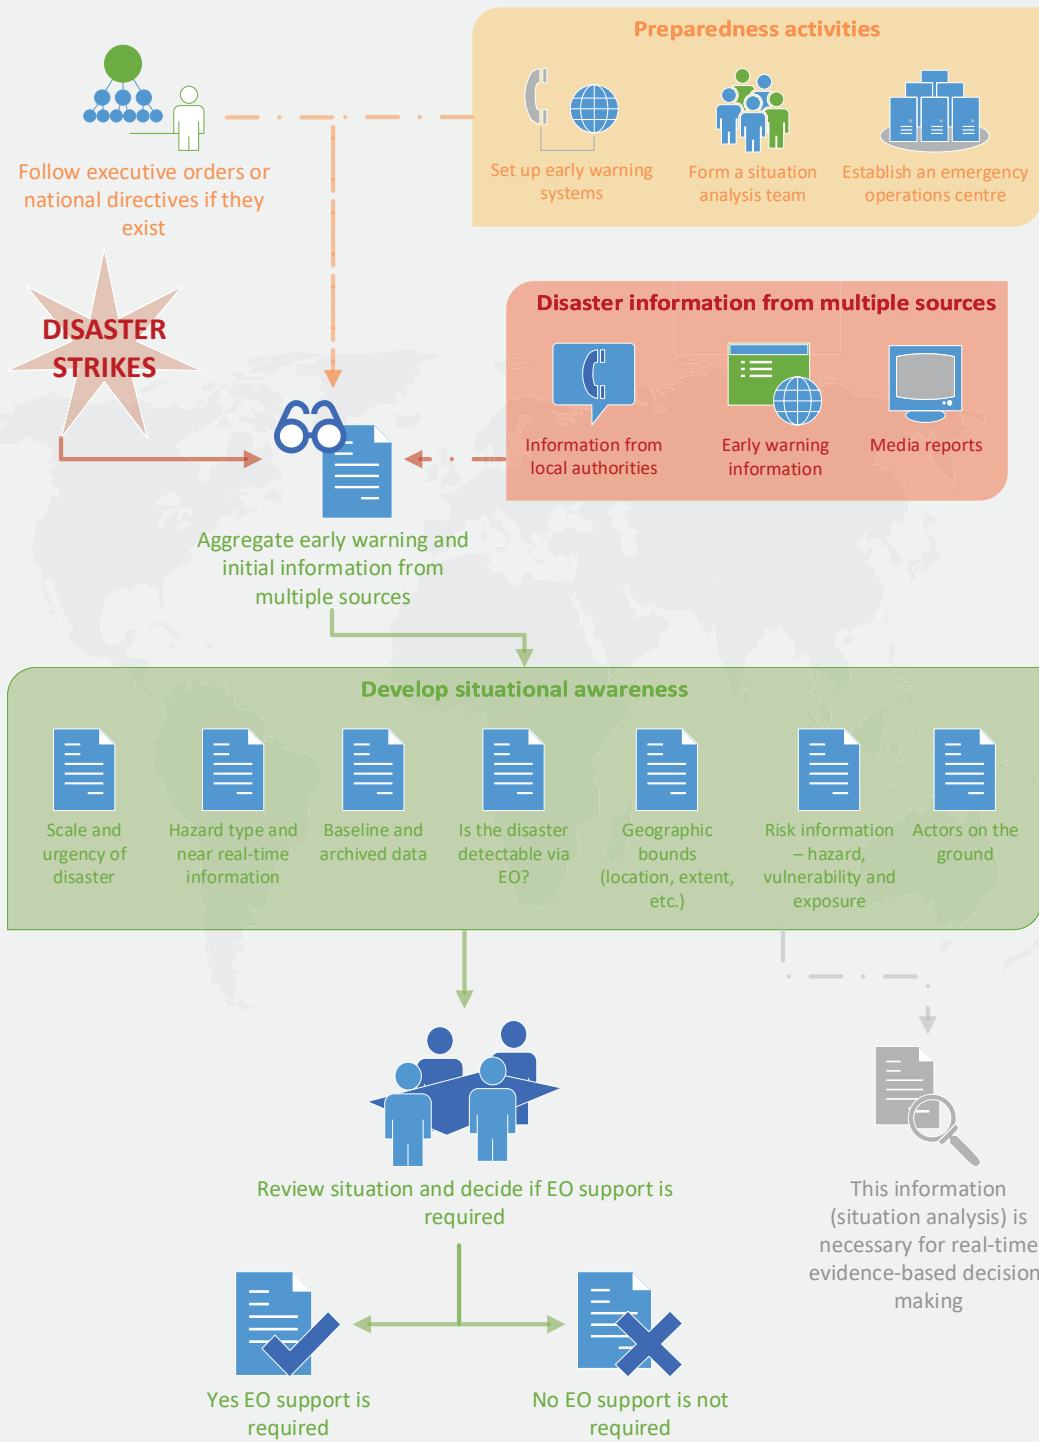 Preparedness activities
Set up early warning
systems
Form a situation
analysis team
Establish an emergency
operations centre
Follow executive orders or
national directives if they
exist
DISASTER
STRIKES
Disaster information from multiple sources
Information from
local authorities
Early warning
information
Media reports
Aggregate early warning and
initial information from
multiple sources
Develop situational awareness
Scale and
urgency of
disaster
Hazard type and
near real-time
information
Baseline and
archived data
Is the disaster
detectable via
EO?
Geographic
bounds
(location, extent,
etc.)
Risk information
– hazard,
vulnerability and
exposure
Actors on the
ground
Review situation and decide if EO support is
required
This information
(situation analysis) is
necessary for real-time
evidence-based decision
making
Yes EO support is
required
No EO support is not
required